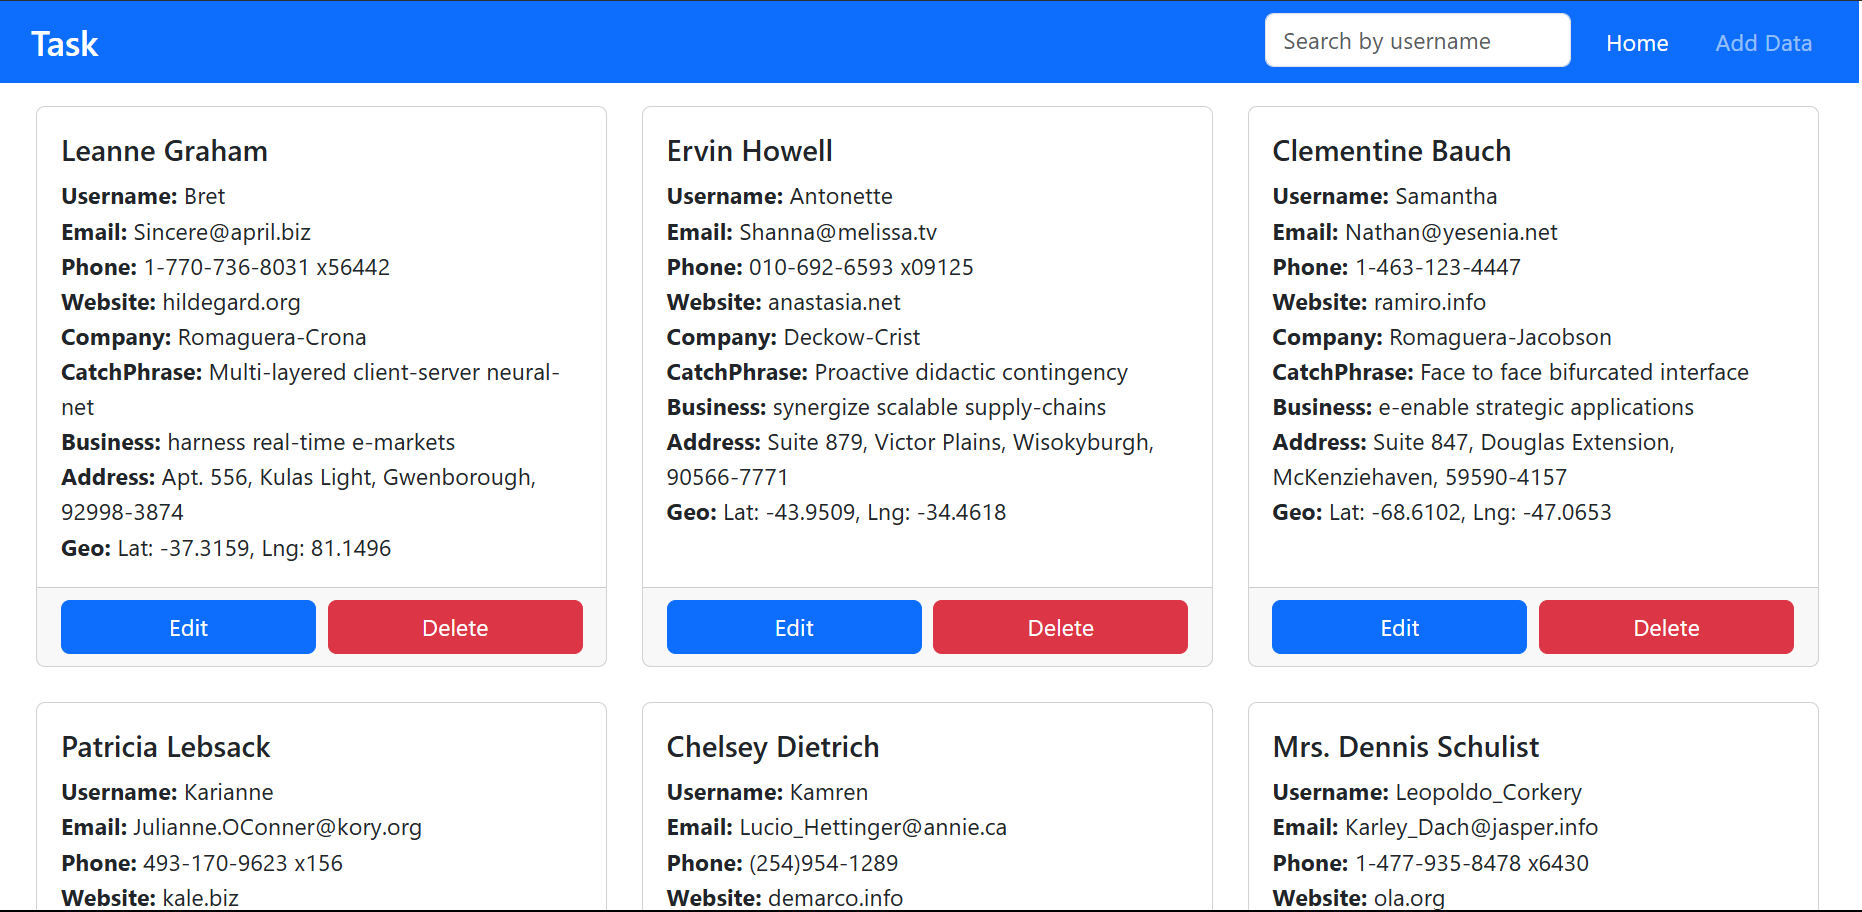 Task
Search by username
Home
Add Data
Leanne Graham
Username: Bret
Email: Sincere@april.biz
Phone: 1-770-736-8031 x56442
Website: hildegard.org
Company: Romaguera-Crona
CatchPhrase: Multi-layered client-server neural-
net
Business: harness real-time e-markets
Address: Apt. 556, Kulas Light, Gwenborough,
92998-3874
Geo: Lat: -37.3159, Lng: 81.1496
Edit
Delete
Ervin Howell
Username: Antonette
Email: Shanna@melissa.tv
Phone: 010-692-6593 x09125
Website: anastasia.net
Company: Deckow-Crist
CatchPhrase: Proactive didactic contingency
Business: synergize scalable supply-chains
Address: Suite 879, Victor Plains, Wisokyburgh,
90566-7771
Geo: Lat: -43.9509, Lng: -34.4618
Edit
Delete
Clementine Bauch
Username: Samantha
Email: Nathan@yesenia.net
Phone: 1-463-123-4447
Website: ramiro.info
Company: Romaguera-Jacobson
CatchPhrase: Face to face bifurcated interface
Business: e-enable strategic applications
Address: Suite 847, Douglas Extension,
McKenziehaven, 59590-4157
Geo: Lat: -68.6102, Lng: -47.0653
Edit
Delete
Patricia Lebsack
Username: Karianne
Email: Julianne.OConner@kory.org
Phone: 493-170-9623 x156
Website: kale.biz
Chelsey Dietrich
Username: Kamren
Email: Lucio_Hettinger@annie.ca
Phone: (254)954-1289
Website: demarco.info
Mrs. Dennis Schulist
Username: Leopoldo_Corkery
Email: Karley_Dach@jasper.info
Phone: 1-477-935-8478 x6430
Website: ola.org